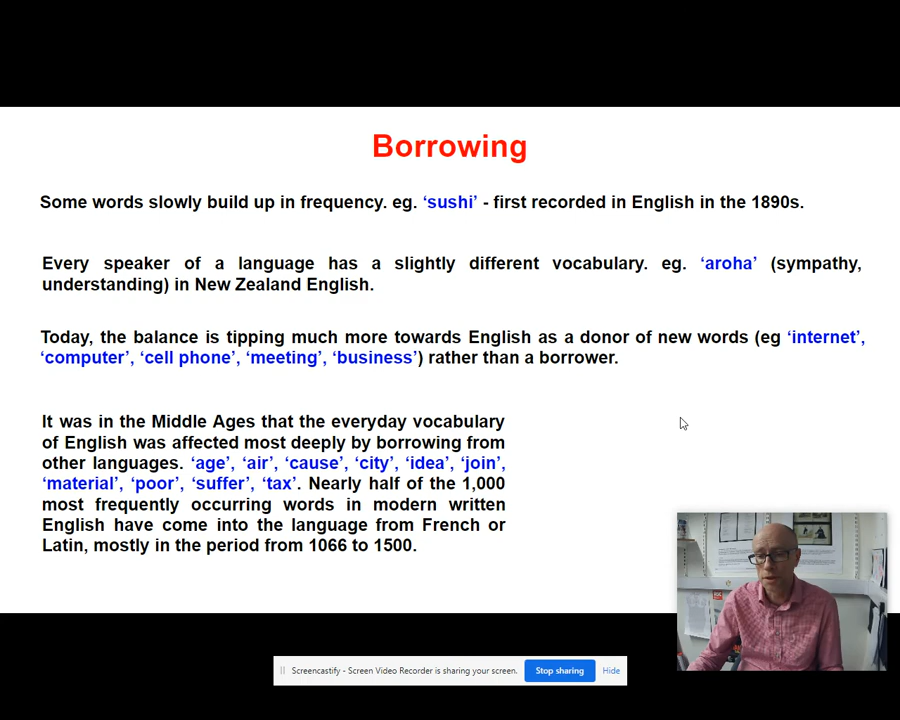 Borrowing
Some words slowly build up in frequency. eg. ‘sushi’ - first recorded in English in the 1890s.
Every speaker of a language has a slightly different vocabulary. eg. ‘aroha’ (sympathy,
understanding) in New Zealand English.
Today, the balance is tipping much more towards English as a donor of new words (eg ‘internet’,
‘computer’, ‘cell phone’, ‘meeting’, ‘business’) rather than a borrower.
It was in the Middle Ages that the everyday vocabulary
of English was affected most deeply by borrowing from
other languages. ‘age’, ‘air’, ‘cause’, ‘city’, ‘idea’, ‘join’,
‘material’, ‘poor’, ‘suffer’, ‘tax’. Nearly half of the 1,000
most frequently occurring words in modern written
English have come into the language from French or
Latin, mostly in the period from 1066 to 1500.
Screencastify - Screen Video Recorder is sharing your screen.
Stop sharing
Hide